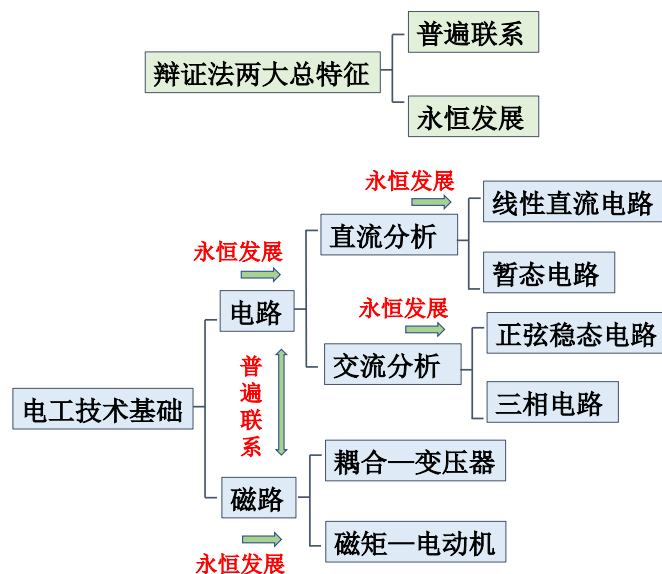 普遍联系
辩证法两大总特征
永恒发展
永恒发展
线性直流电路
直流分析
永恒发展
暂态电路
电路
永恒发展
正弦稳态电路
交流分析
普遍联系
电工技术基础
三相电路
耦合—变压器
磁路
磁矩—电动机
永恒发展